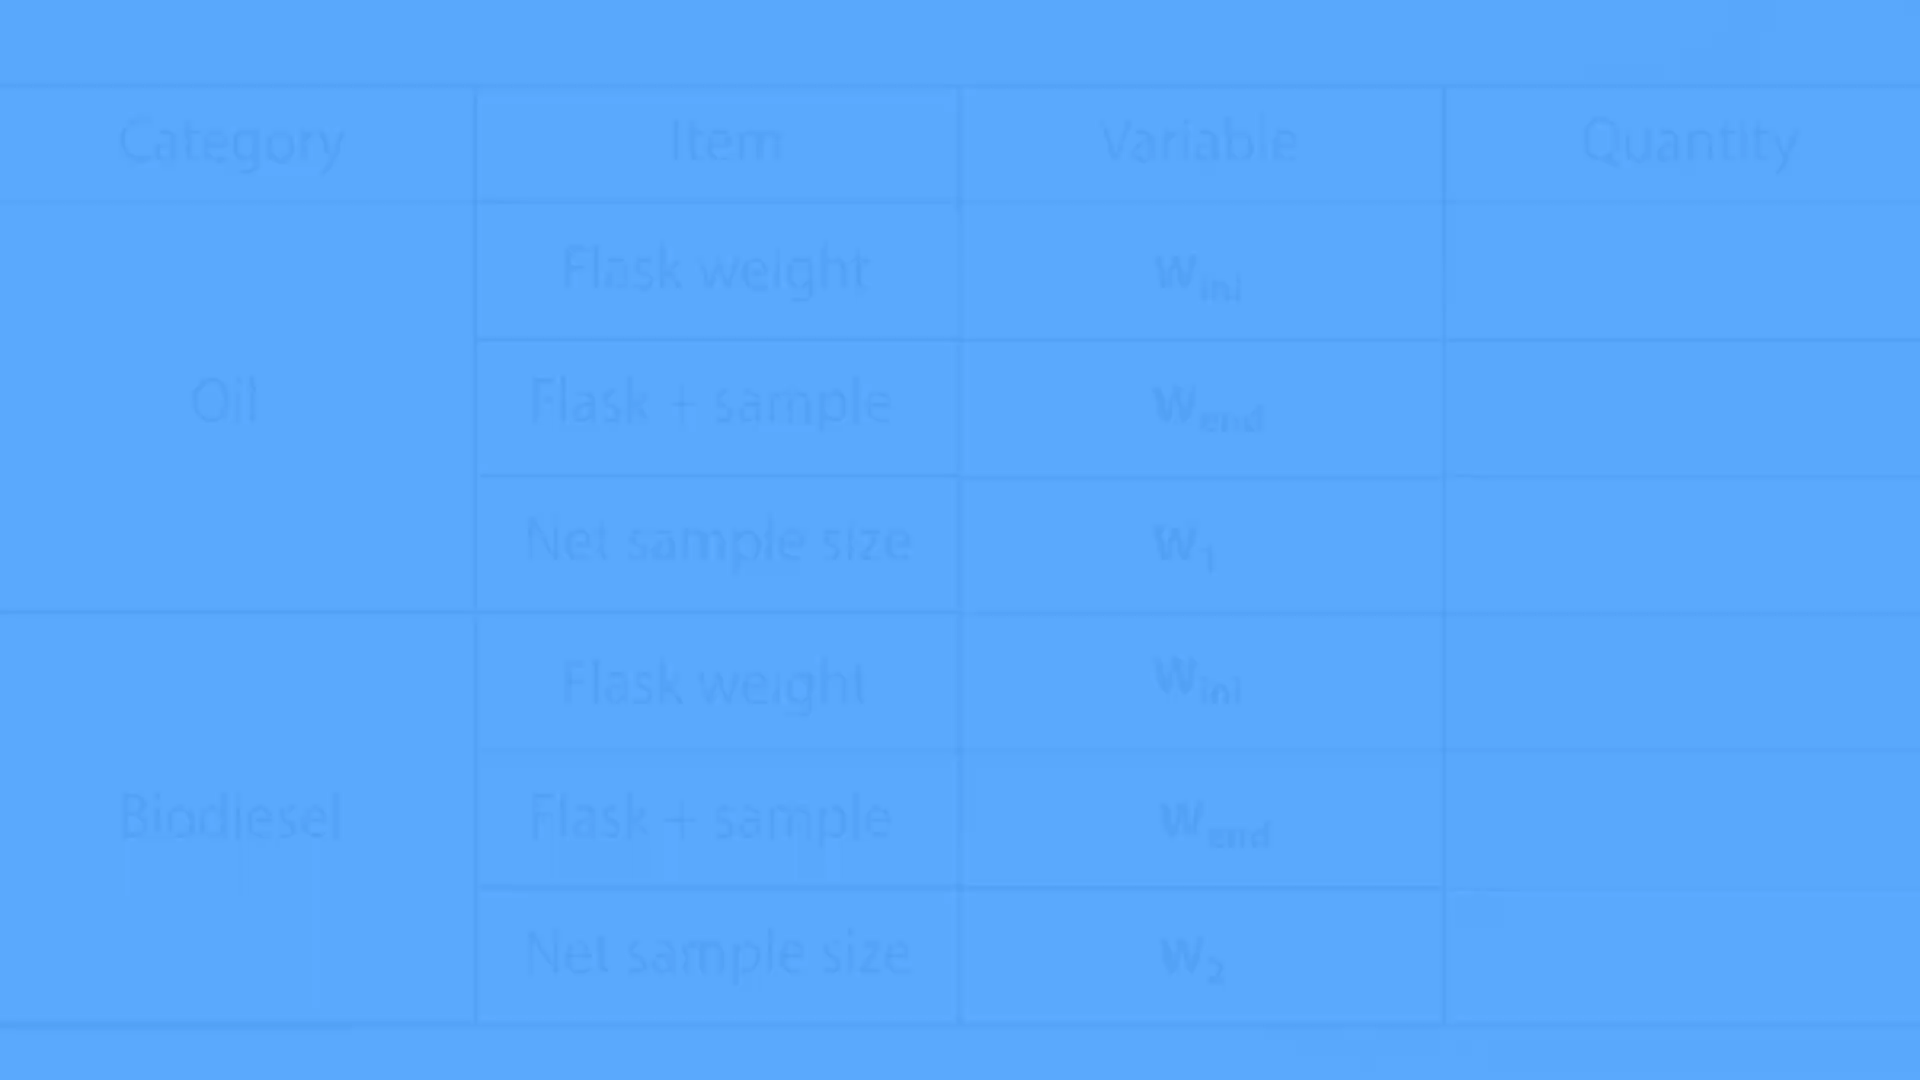 Category Item Variable Quantity
Flask weight Wini
Oil Flask + sample Wend
Net sample size W1
Flask weight Wini
Biodiesel Flask + sample Wend
Net sample size W2